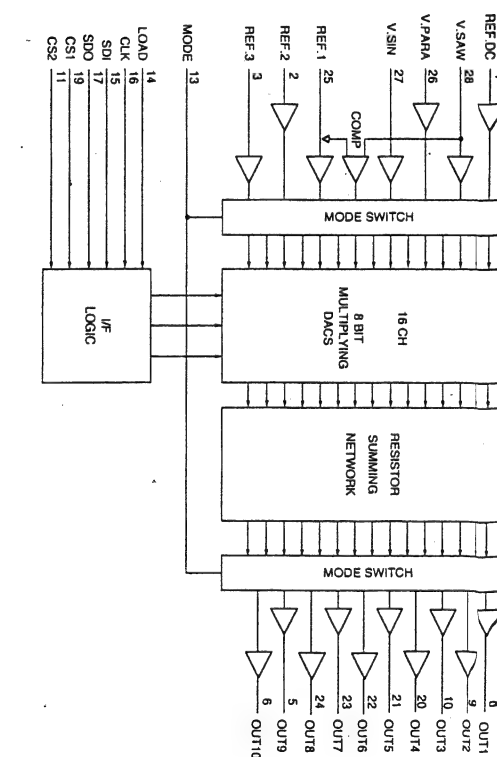 REF.DC
V.SAW 28
V.PARA 26
V.SIN 27
COMP
REF.1 25
REF.2 2
REF.3 3
MODE 13
LOAD 14
CLK 16
SDI 15
SDO 17
CS1 19
CS2 11
MODE SWITCH
16 CH
8 BIT
MULTIPLYING
DACS
I/F
LOGIC
RESISTOR
SUMMING
NETWORK
MODE SWITCH
OUT1
9 OUT2
10 OUT3
20 OUT4
21 OUT5
22 OUT6
23 OUT7
24 OUT8
5 OUT9
6 OUT10